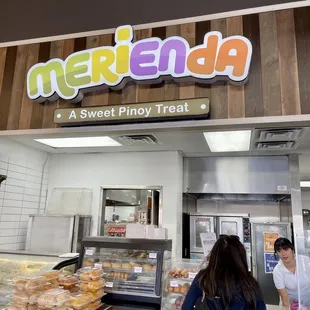 merienda
• A Sweet Pinoy Treat •